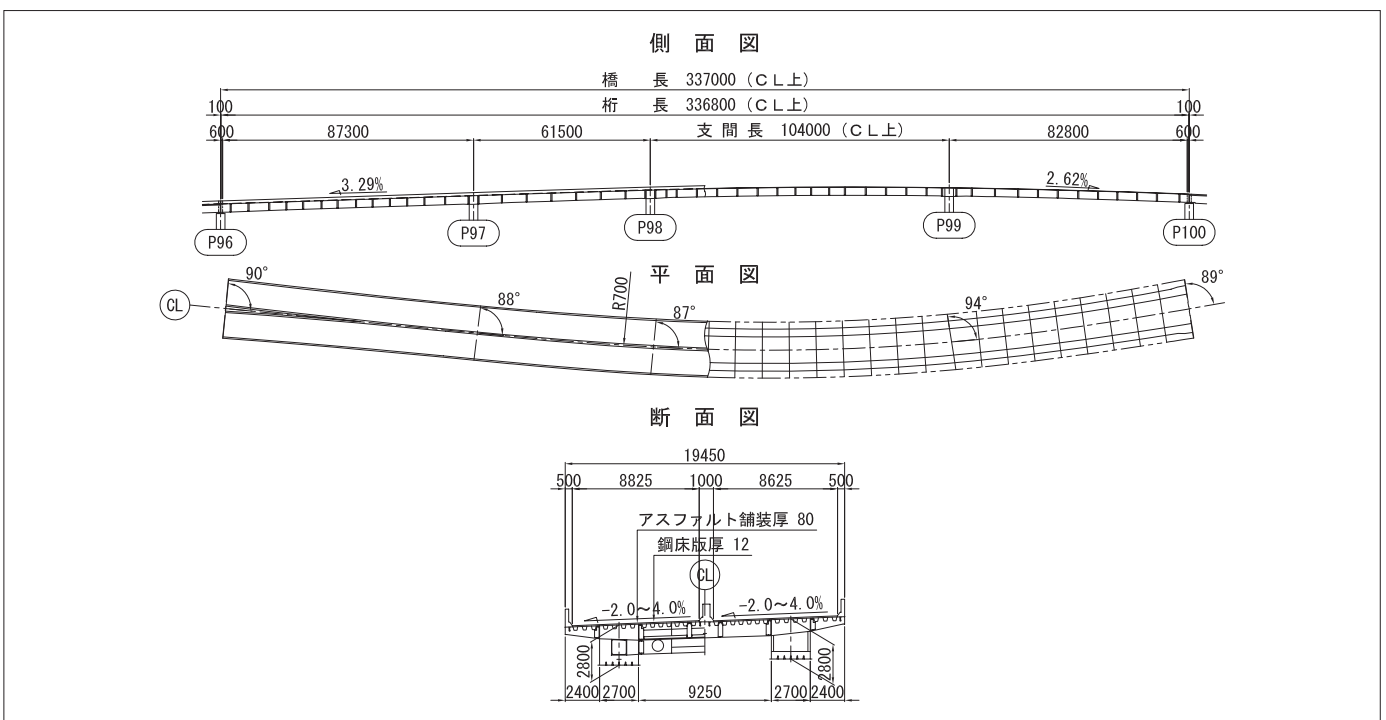 側 面 図
橋 長 337000 (CL上)
100 桁 長 336800 (CL上) 100
600 87300 61500 支 間 長 104000 (CL上) 82800 600
3.29% 2.62%
P96 P97 P98 P99 P100
平 面 図
CL 90° 88° R700 87° 94° 89°
断 面 図
19450
500 8825 1000 8625 500
アスファルト舗装厚 80
鋼床版厚 12
CL
-2.0~4.0% -2.0~4.0%
2800 2800
2400 2700 9250 2700 2400